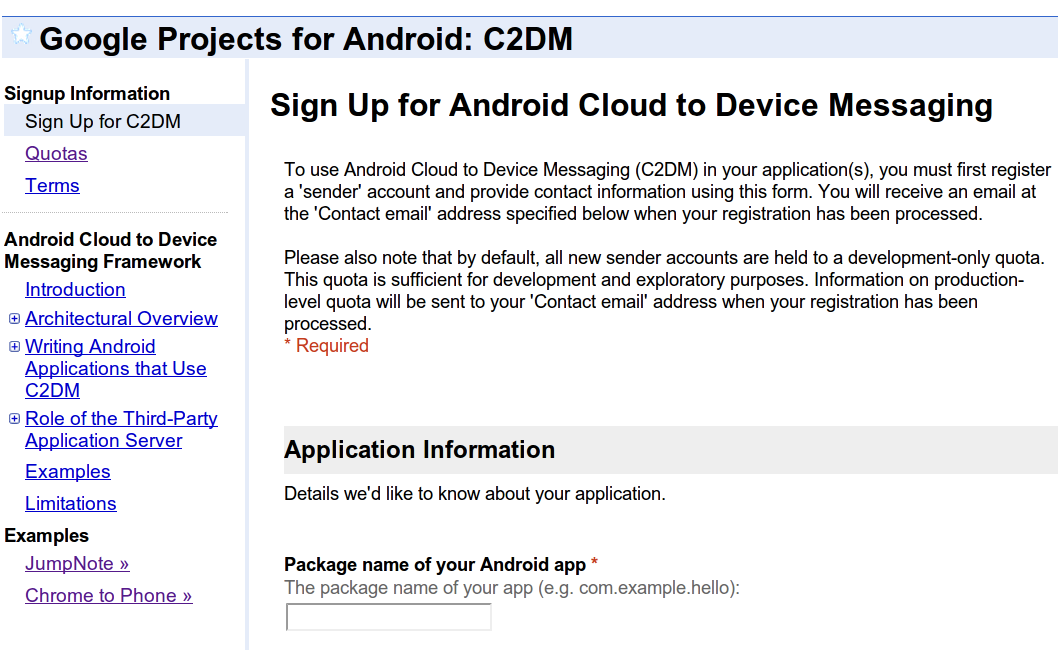 Google Projects for Android: C2DM
Signup Information
Sign Up for C2DM
Quotas
Terms
Android Cloud to Device
Messaging Framework
Introduction
Architectural Overview
Writing Android
Applications that Use
C2DM
Role of the Third-Party
Application Server
Examples
Limitations
Examples
JumpNote »
Chrome to Phone »
Sign Up for Android Cloud to Device Messaging
To use Android Cloud to Device Messaging (C2DM) in your application(s), you must first register
a 'sender' account and provide contact information using this form. You will receive an email at
the 'Contact email' address specified below when your registration has been processed.
Please also note that by default, all new sender accounts are held to a development-only quota.
This quota is sufficient for development and exploratory purposes. Information on production-
level quota will be sent to your 'Contact email' address when your registration has been
processed.
* Required
Application Information
Details we'd like to know about your application.
Package name of your Android app *
The package name of your app (e.g. com.example.hello):